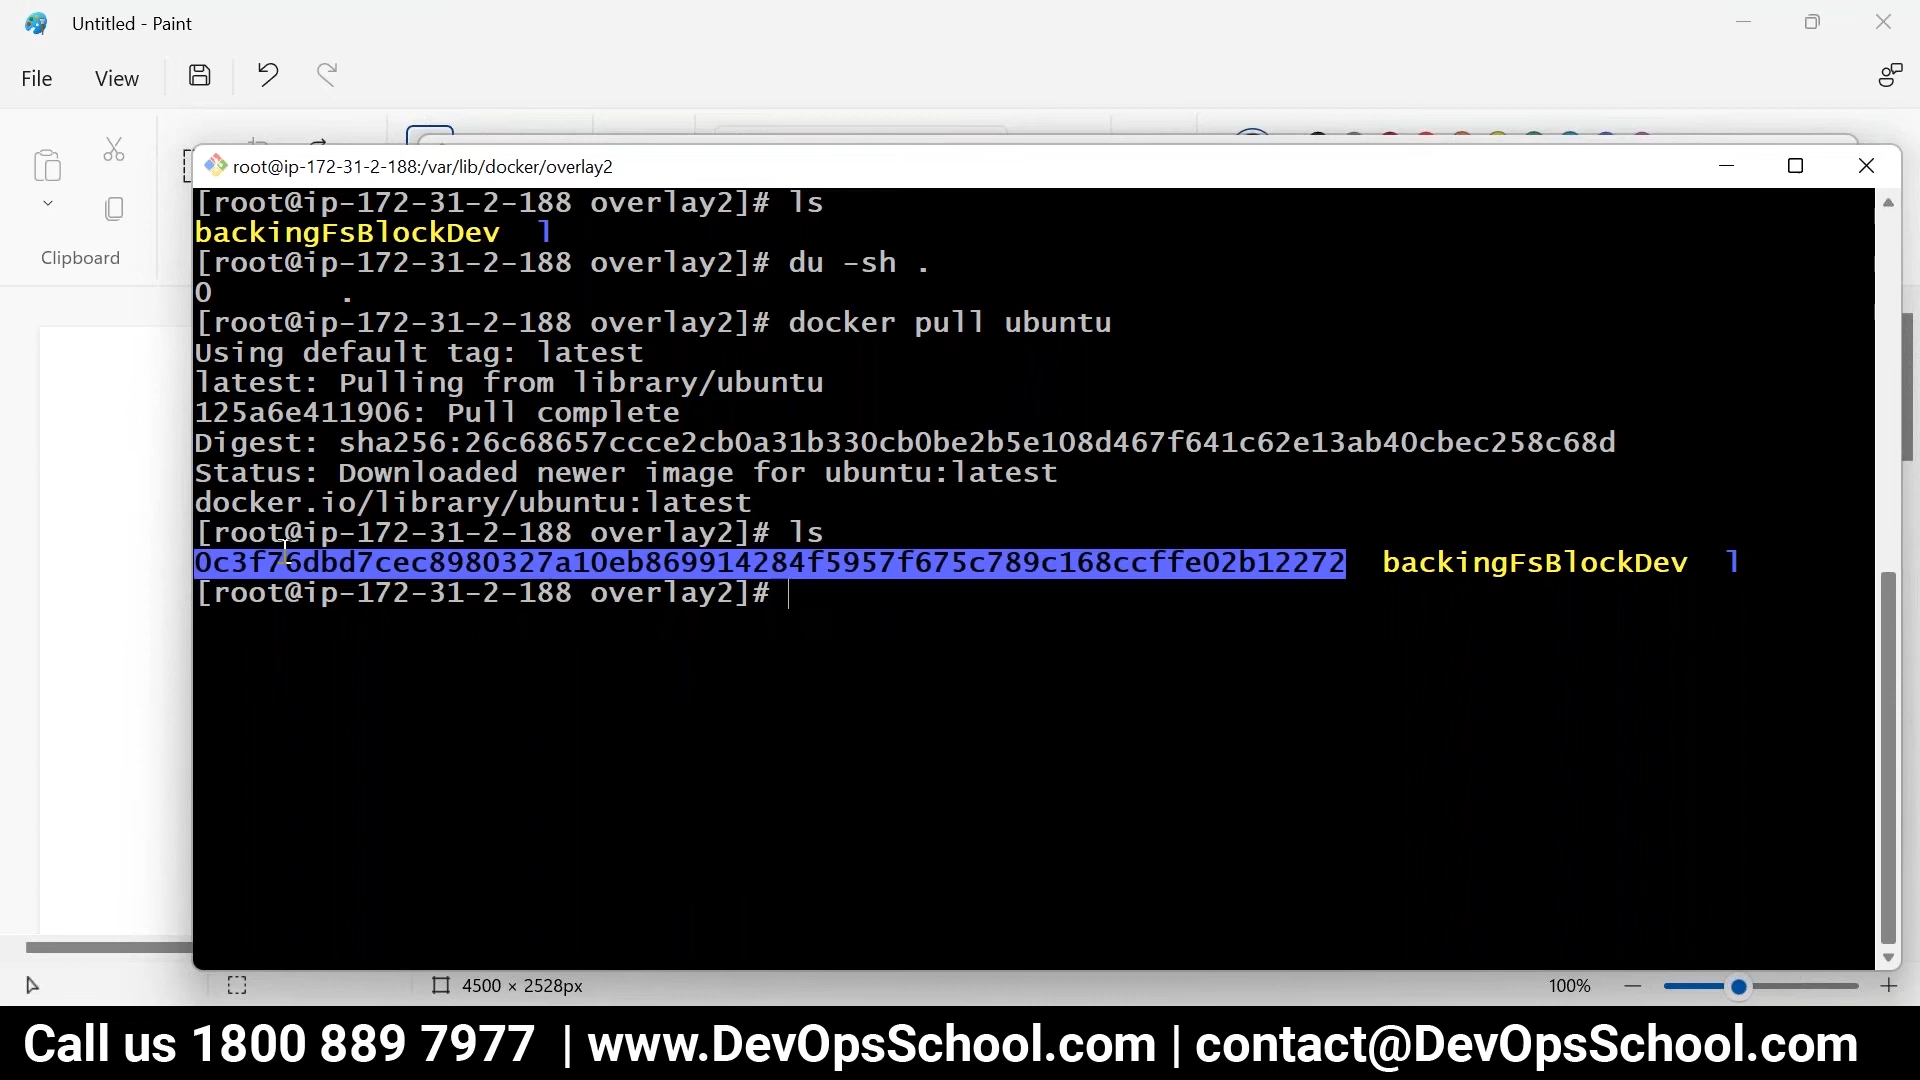 Untitled - Paint
File View
Clipboard
root@ip-172-31-2-188:/var/lib/docker/overlay2
[root@ip-172-31-2-188 overlay2]# ls
backingFsBlockDev l
[root@ip-172-31-2-188 overlay2]# du -sh .
0 .
[root@ip-172-31-2-188 overlay2]# docker pull ubuntu
Using default tag: latest
latest: Pulling from library/ubuntu
125a6e411906: Pull complete
Digest: sha256:26c68657ccce2cb0a31b330cb0be2b5e108d467f641c62e13ab40cbec258c68d
Status: Downloaded newer image for ubuntu:latest
docker.io/library/ubuntu:latest
[root@ip-172-31-2-188 overlay2]# ls
0c3f76dbd7cec8980327a10eb869914284f5957f675c789c168ccffe02b12272 backingFsBlockDev l
[root@ip-172-31-2-188 overlay2]#
4500 × 2528px
100%
Call us 1800 889 7977 | www.DevOpsSchool.com | contact@DevOpsSchool.com